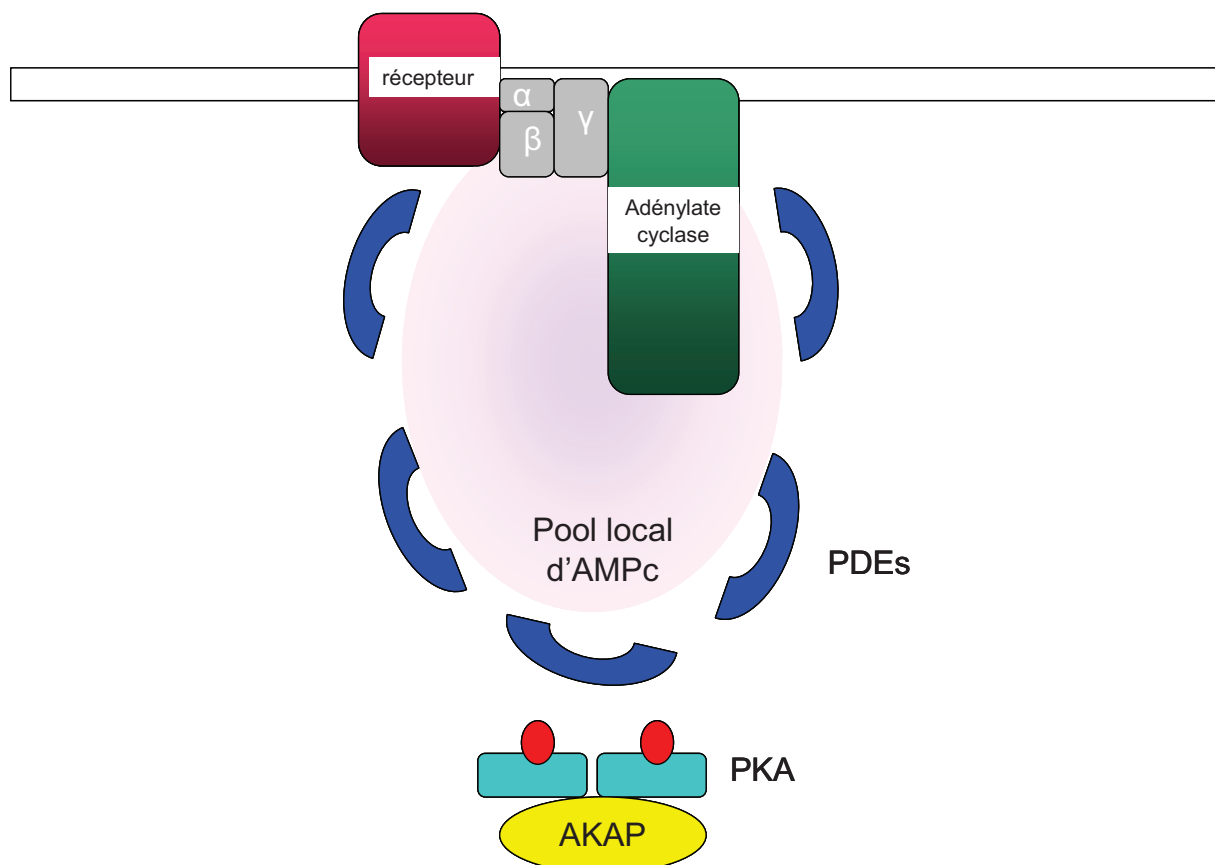 récepteur
α
β
γ
Adénylate
cyclase
Pool local
d’AMPc
PDEs
PKA
AKAP